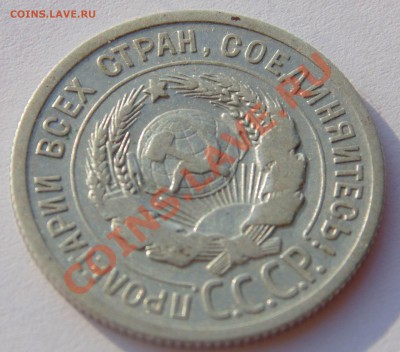 COINS.LAVE.RU
ПРОЛЕТАРИИ ВСЕХ СТРАН, СОЕДИНЯЙТЕСЬ!
С.С.С.Р.
COINS.LAVE.RU